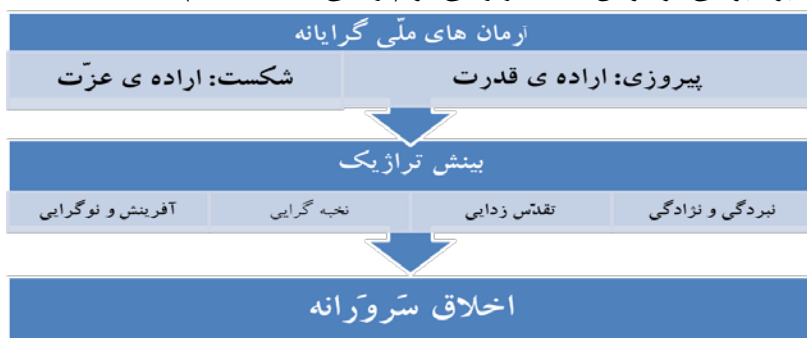 آرمان های ملّی گرایانه
پیروزی: اراده ی قدرت شکست: اراده ی عزّت
بینش تراژیک
نبردگی و نژادگی تقدّس زدایی نخبه گرایی آفرینش و نوگرایی
اخلاق سَروَرانه